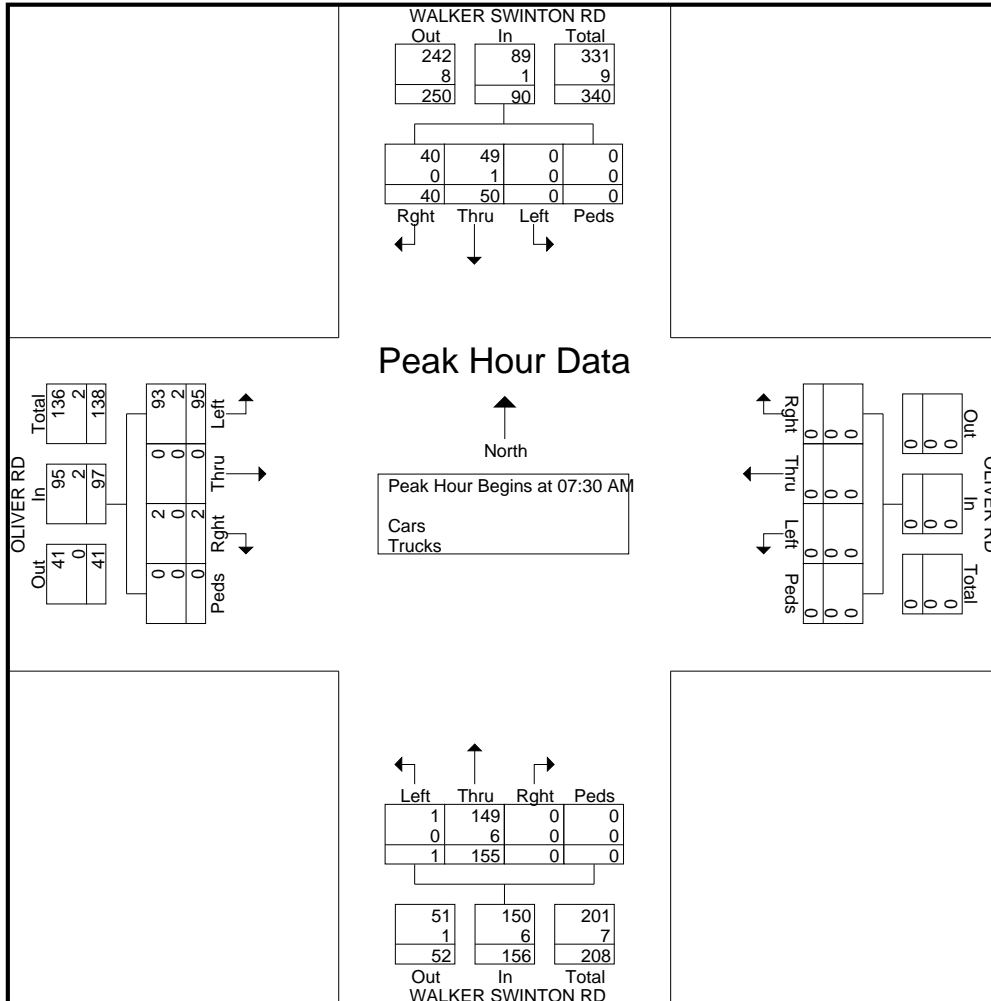 WALKER SWINTON RD
Out In Total
242 89 331
8 1 9
250 90 340
40 49 0 0
0 1 0 0
40 50 0 0
Rght Thru Left Peds
Peak Hour Data
North
Peak Hour Begins at 07:30 AM
Cars
Trucks
OLIVER RD
Out In Total
41 95 136
0 2 2
41 97 138
93 0 2 0
2 0 0 0
95 0 2 0
Left Thru Rght Peds
Rght Thru Left Peds
0 0 0 0
0 0 0 0
0 0 0 0
Out In Total
0 0 0
0 0 0
0 0 0
OLIVER RD
Left Thru Rght Peds
1 149 0 0
0 6 0 0
1 155 0 0
51 150 201
1 6 7
52 156 208
Out In Total
WALKER SWINTON RD